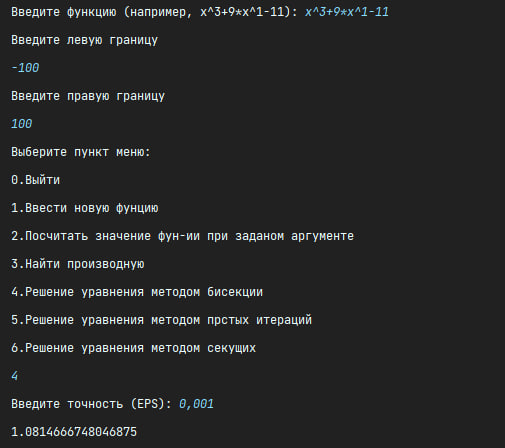 Введите функцию (например, x^3+9*x^1-11): x^3+9*x^1-11
Введите левую границу
-100
Введите правую границу
100
Выберите пункт меню:
0.Выйти
1.Ввести новую фунцию
2.Посчитать значение фун-ии при заданом аргументе
3.Найти производную
4.Решение уравнения методом бисекции
5.Решение уравнения методом прстых итераций
6.Решение уравнения методом секущих
4
Введите точность (EPS): 0,001
1.0814666748046875